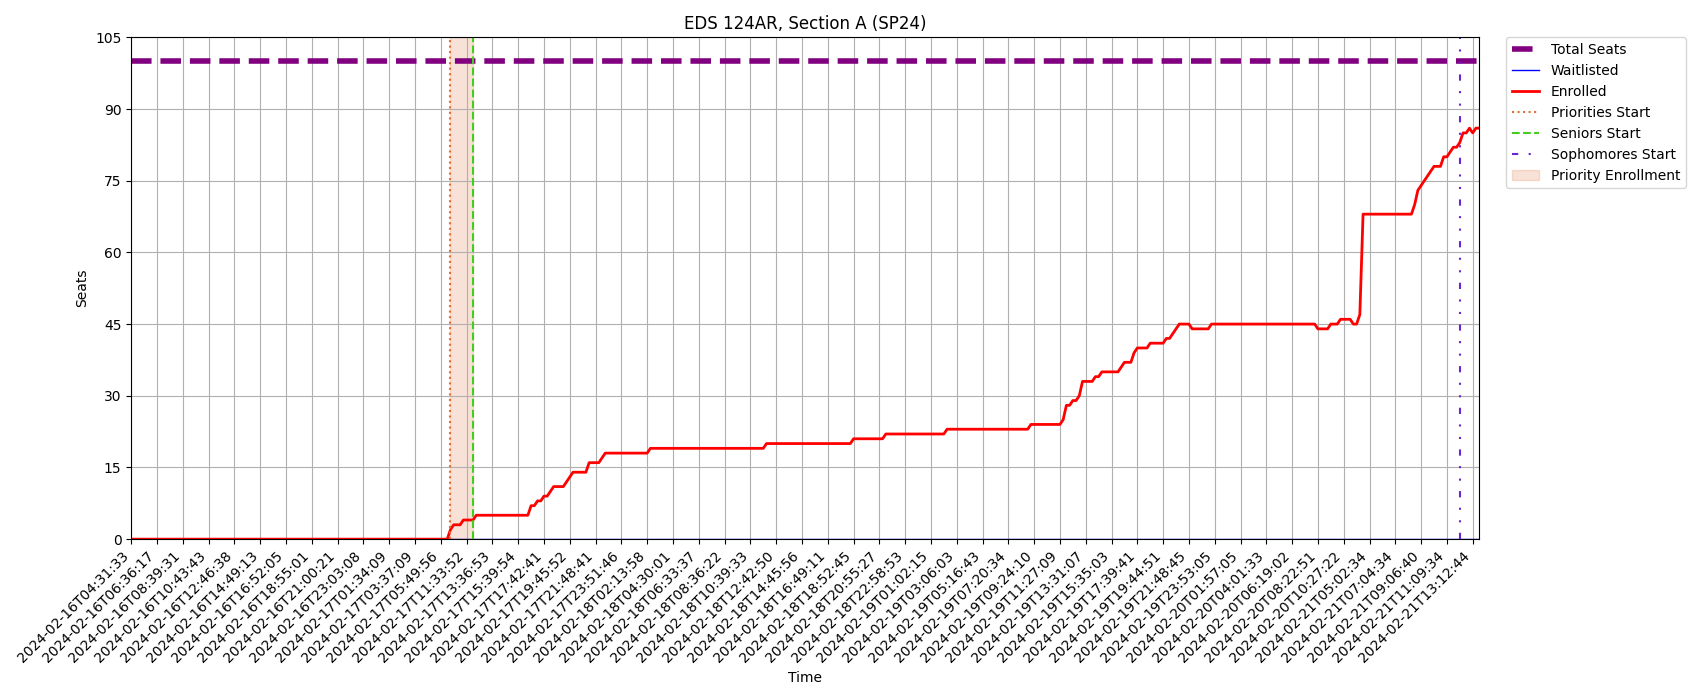 EDS 124AR, Section A (SP24)
105
90
75
60
45
30
15
0
Seats
Total Seats
Waitlisted
Enrolled
Priorities Start
Seniors Start
Sophomores Start
Priority Enrollment
2024-02-16T04:31:33
2024-02-16T06:36:17
2024-02-16T08:39:31
2024-02-16T10:43:43
2024-02-16T12:46:38
2024-02-16T14:49:13
2024-02-16T16:52:05
2024-02-16T18:55:01
2024-02-16T21:00:21
2024-02-16T23:03:08
2024-02-17T01:34:09
2024-02-17T03:37:09
2024-02-17T05:49:56
2024-02-17T11:33:52
2024-02-17T13:36:53
2024-02-17T15:39:54
2024-02-17T17:42:41
2024-02-17T19:45:52
2024-02-17T21:48:41
2024-02-17T23:51:46
2024-02-18T02:13:58
2024-02-18T04:30:01
2024-02-18T06:33:37
2024-02-18T08:36:22
2024-02-18T10:39:33
2024-02-18T12:42:50
2024-02-18T14:45:56
2024-02-18T16:49:11
2024-02-18T18:52:45
2024-02-18T20:55:27
2024-02-18T22:58:53
2024-02-19T01:02:15
2024-02-19T03:06:03
2024-02-19T05:16:43
2024-02-19T07:20:34
2024-02-19T09:24:10
2024-02-19T11:27:09
2024-02-19T13:31:07
2024-02-19T15:35:03
2024-02-19T17:39:41
2024-02-19T19:44:51
2024-02-19T21:48:45
2024-02-19T23:53:05
2024-02-20T01:57:05
2024-02-20T04:01:33
2024-02-20T06:19:02
2024-02-20T08:22:51
2024-02-20T10:27:22
2024-02-21T05:02:34
2024-02-21T07:04:34
2024-02-21T09:06:40
2024-02-21T11:09:34
2024-02-21T13:12:44
Time